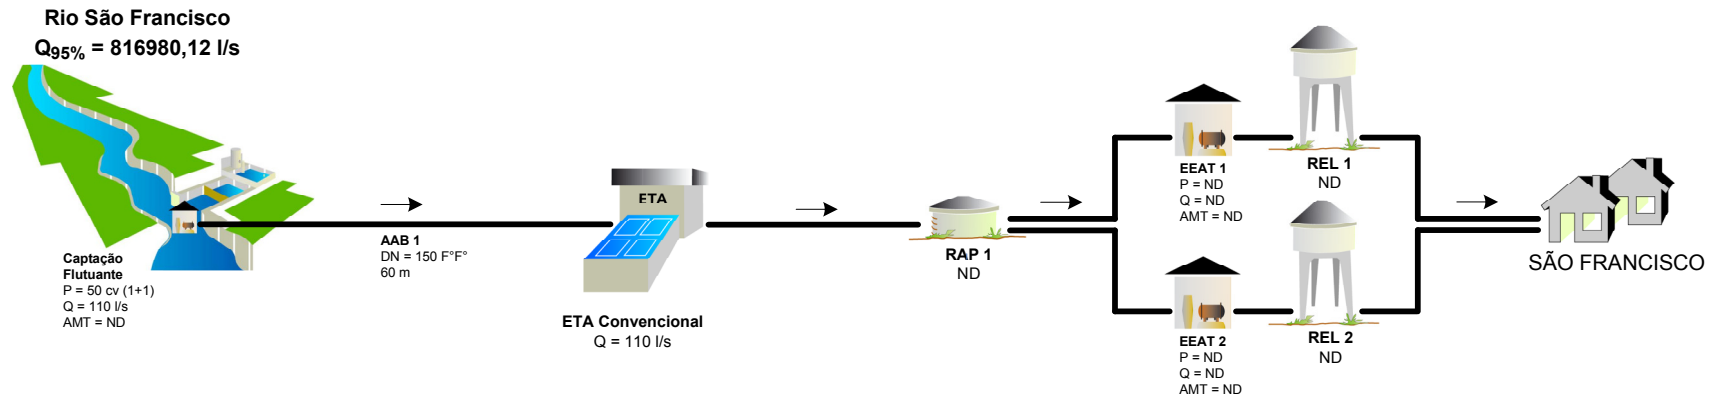 Rio São Francisco
Q95% = 816980,12 l/s
Captação
Flutuante
P = 50 cv (1+1)
Q = 110 l/s
AMT = ND
AAB 1
DN = 150 F°F°
60 m
ETA
ETA Convencional
Q = 110 l/s
RAP 1
ND
EEAT 1
P = ND
Q = ND
AMT = ND
REL 1
ND
EEAT 2
P = ND
Q = ND
AMT = ND
REL 2
ND
SÃO FRANCISCO